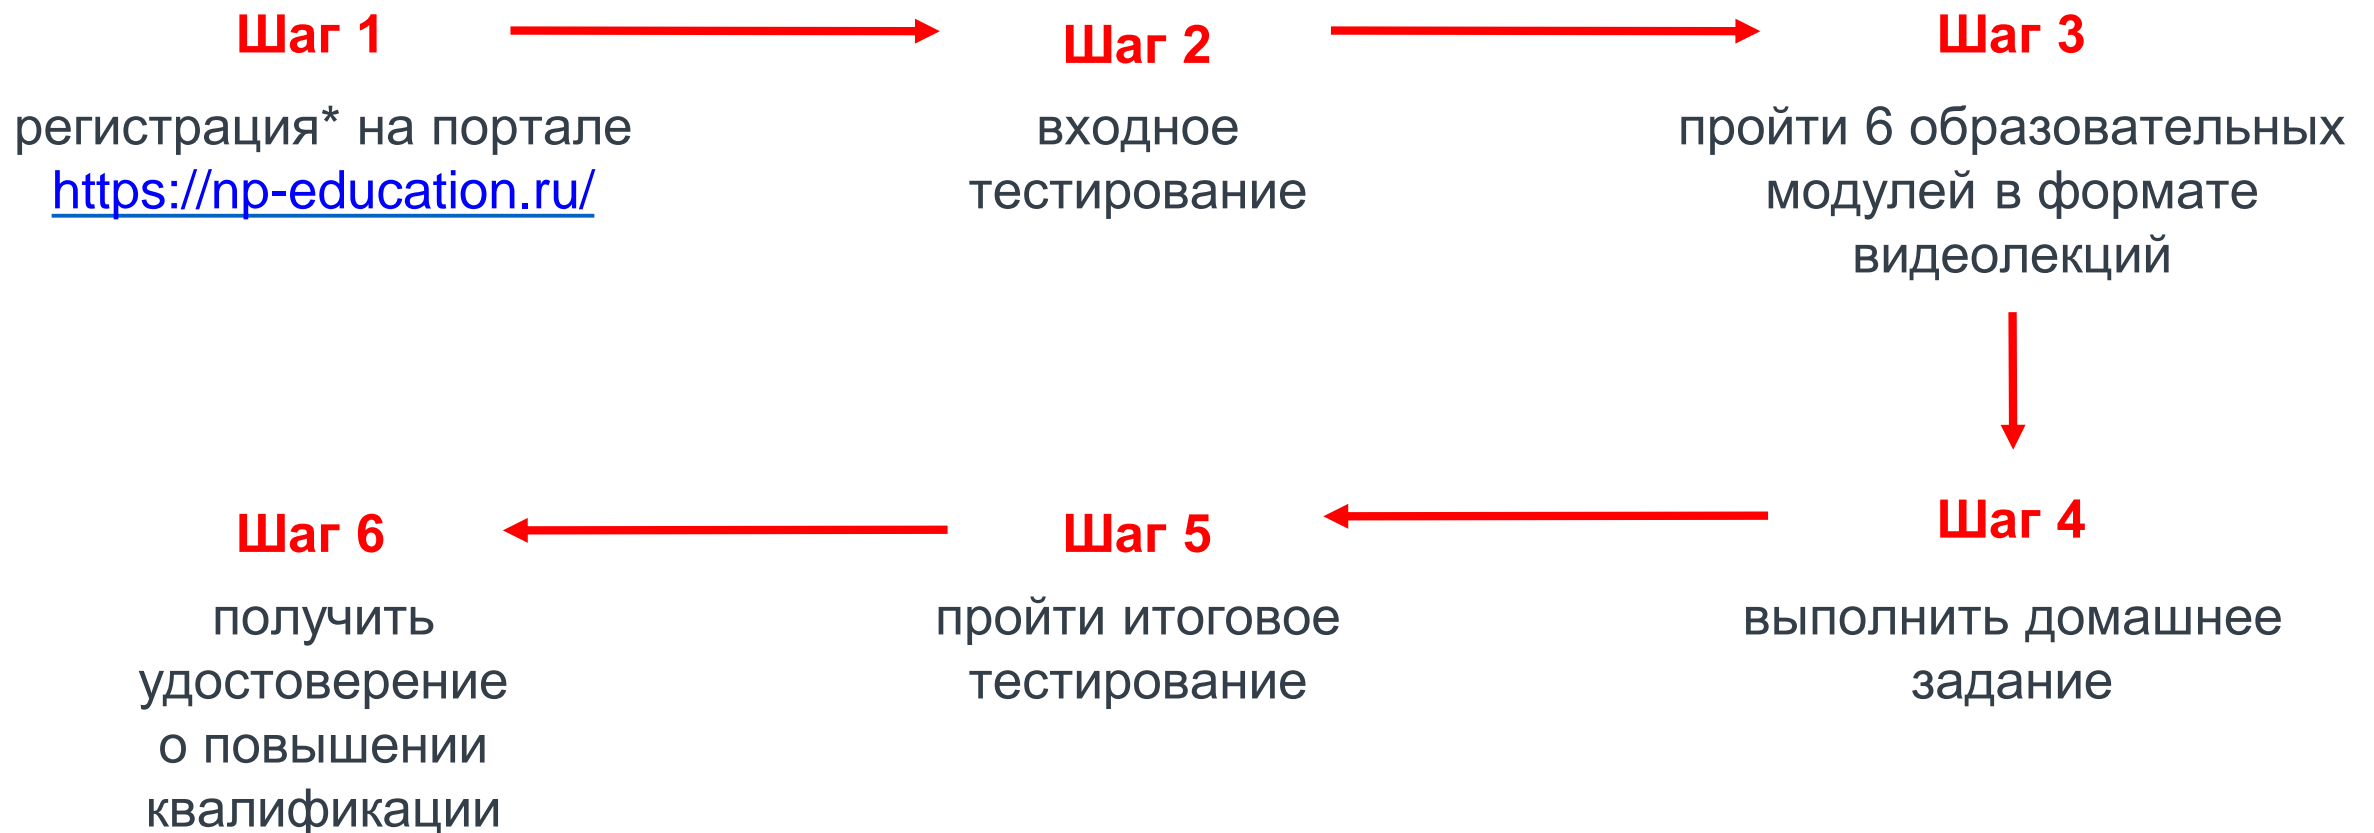 Шаг 1
регистрация* на портале
https://np-education.ru/
Шаг 2
входное
тестирование
Шаг 3
пройти 6 образовательных
модулей в формате
видеолекций
Шаг 4
выполнить домашнее
задание
Шаг 5
пройти итоговое
тестирование
Шаг 6
получить
удостоверение
о повышении
квалификации